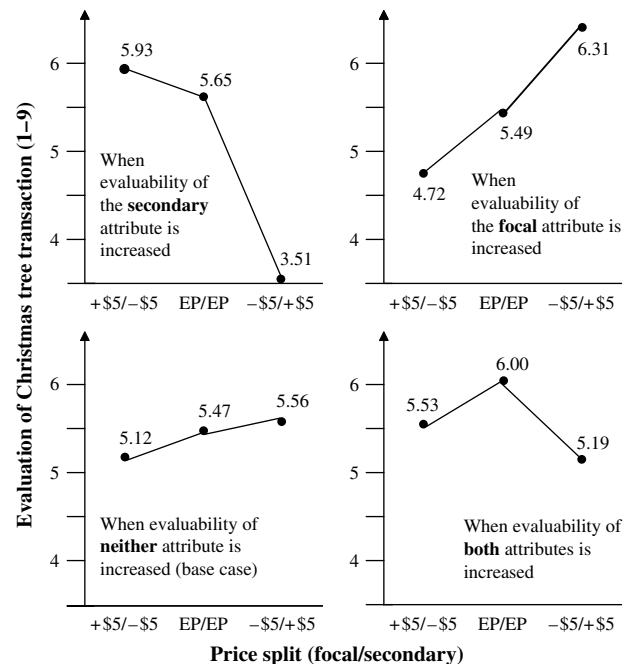 Evaluation of Christmas tree transaction (1–9)
6
5
4
5.93
5.65
3.51
When
evaluability of
the secondary
attribute is
increased
+$5/−$5 EP/EP −$5/+$5
6
5
4
6.31
5.49
4.72
When
evaluability of
the focal attribute is
increased
+$5/−$5 EP/EP −$5/+$5
6
5
4
5.12
5.47
5.56
When evaluability of
neither attribute is
increased (base case)
+$5/−$5 EP/EP −$5/+$5
6
5
4
5.53
6.00
5.19
When evaluability of
both attributes is
increased
+$5/−$5 EP/EP −$5/+$5
Price split (focal/secondary)